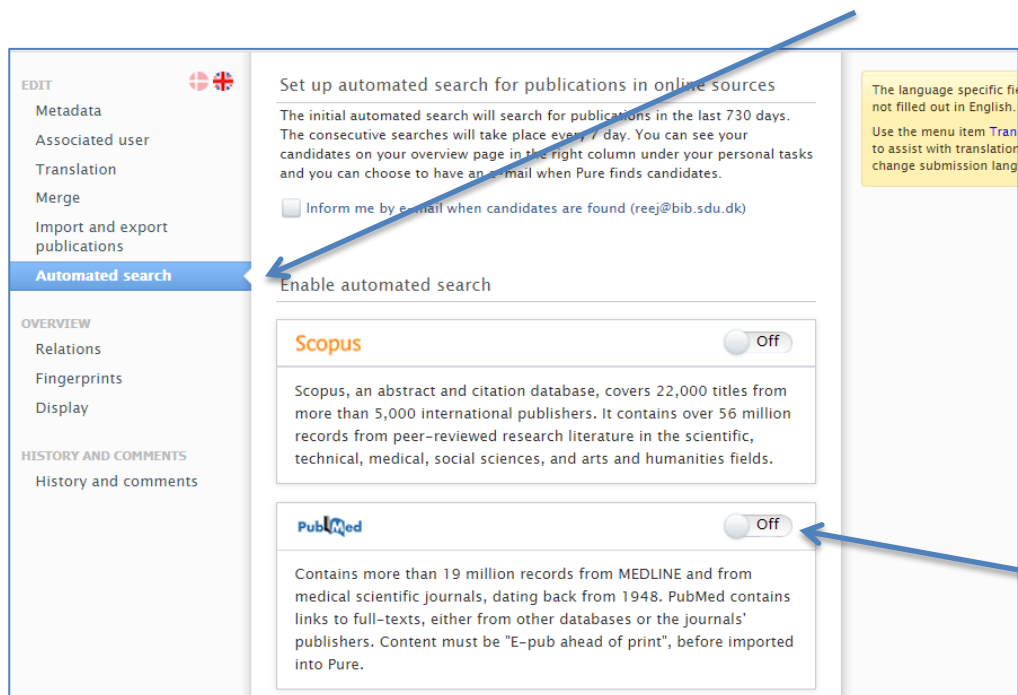 EDIT
Metadata
Associated user
Translation
Merge
Import and export
publications
Automated search
OVERVIEW
Relations
Fingerprints
Display
HISTORY AND COMMENTS
History and comments
Set up automated search for publications in online sources
The initial automated search will search for publications in the last 730 days.
The consecutive searches will take place every 7 day. You can see your
candidates on your overview page in the right column under your personal tasks
and you can choose to have an e-mail when Pure finds candidates.
Inform me by e-mail when candidates are found (reej@bib.sdu.dk)
Enable automated search
Scopus
Off
Scopus, an abstract and citation database, covers 22,000 titles from
more than 5,000 international publishers. It contains over 56 million
records from peer-reviewed research literature in the scientific,
technical, medical, social sciences, and arts and humanities fields.
PubMed
Off
Contains more than 19 million records from MEDLINE and from
medical scientific journals, dating back from 1948. PubMed contains
links to full-texts, either from other databases or the journals'
publishers. Content must be "E-pub ahead of print", before imported
into Pure.
The language specific fie
not filled out in English.
Use the menu item Tran
to assist with translation
change submission lang